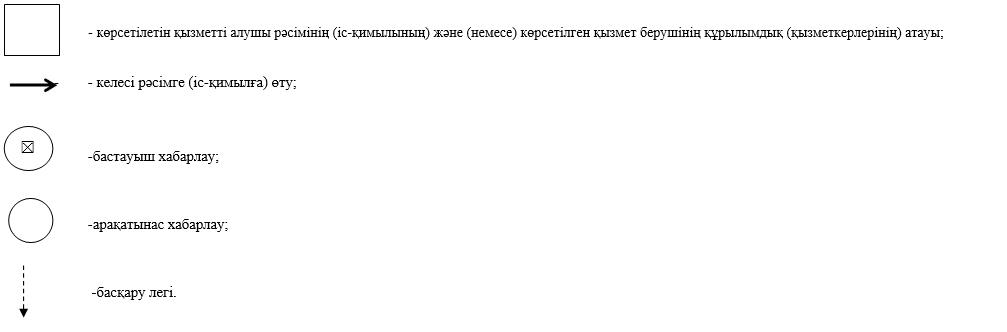 - көрсетілетін қызметті алушы рәсімінің (іс-қимылының) және (немесе) көрсетілген қызмет берушінің құрылымдық (қызметкерлерінің) атауы;
- келесі рәсімге (іс-қимылға) өту;
-бастауыш хабарлау;
-арақатынас хабарлау;
-басқару легі.